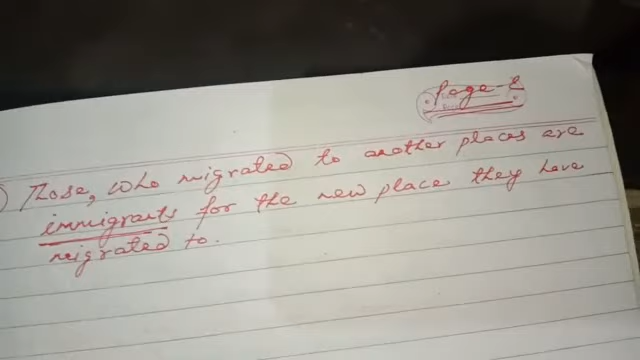 Page-2
) Those, who migrated to another places are
immigrants for the new place they have
migrated to.